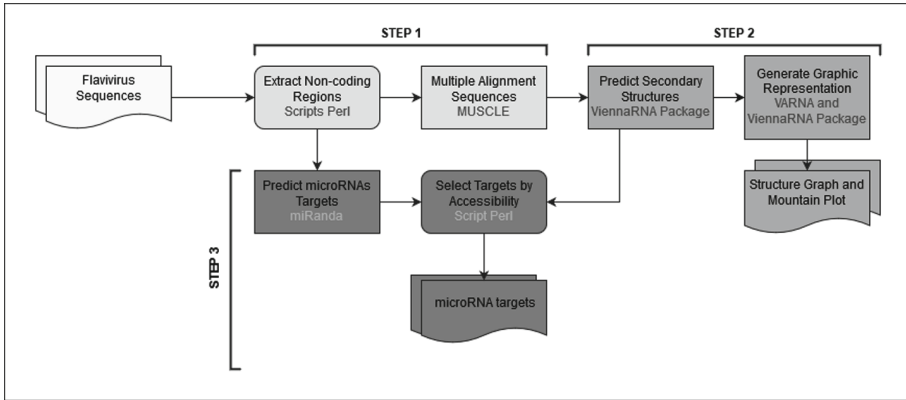 STEP 1
STEP 2
Flavivirus
Sequences
Extract Non-coding
Regions
Scripts Perl
Multiple Alignment
Sequences
MUSCLE
Predict Secondary
Structures
ViennaRNA Package
Generate Graphic
Representation
VARNA and
ViennaRNA Package
Structure Graph and
Mountain Plot
STEP 3
Predict microRNAs
Targets
miRanda
Select Targets by
Accessibility
Script Perl
microRNA targets